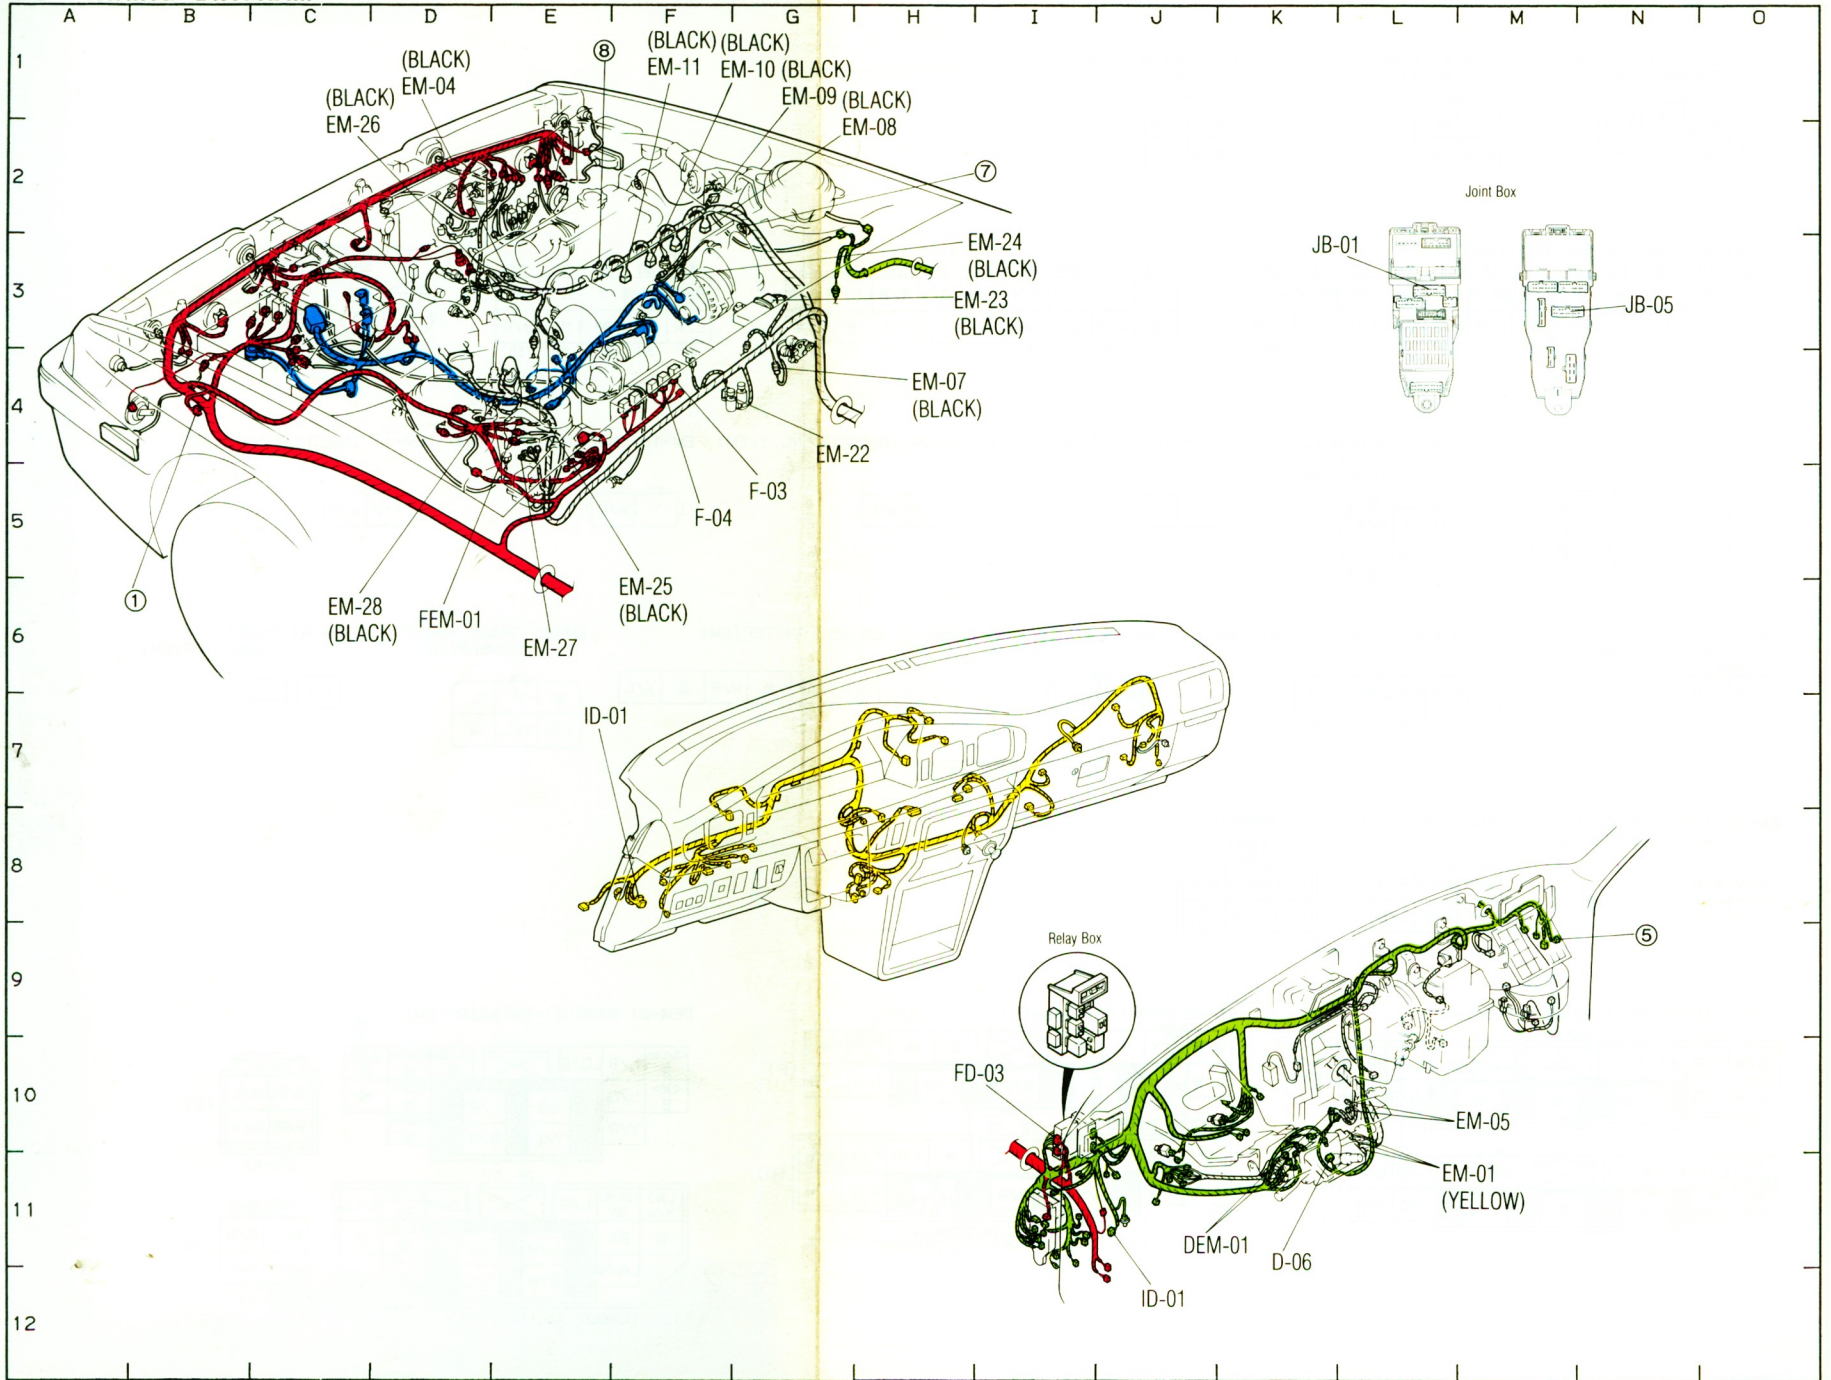 A B C D E F G H I J K L M N O
1
2
3
4
5
6
7
8
9
10
11
12
(BLACK)
EM-04
(BLACK)
EM-26
⑧
(BLACK)
EM-11
(BLACK)
EM-10
(BLACK)
EM-09
(BLACK)
EM-08
⑦
EM-24
(BLACK)
EM-23
(BLACK)
EM-07
(BLACK)
EM-22
F-03
F-04
①
EM-28
(BLACK)
FEM-01
EM-27
EM-25
(BLACK)
Joint Box
JB-01
JB-05
ID-01
Relay Box
FD-03
⑤
EM-05
EM-01
(YELLOW)
DEM-01
D-06
ID-01